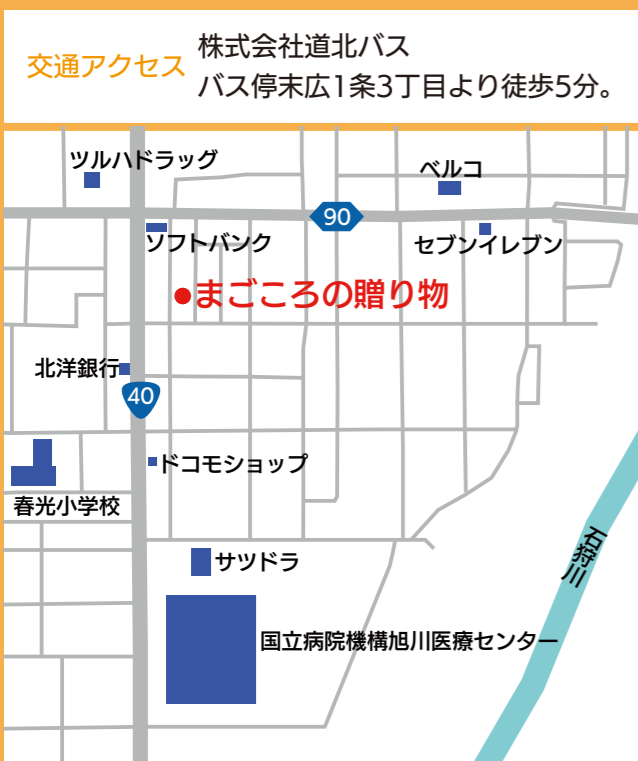 交通アクセス
株式会社道北バス
バス停末広1条3丁目より徒歩5分。
ツルハドラッグ
ベルコ
90
ソフトバンク
セブンイレブン
●まごころの贈り物
北洋銀行
40
ドコモショップ
春光小学校
石狩川
サツドラ
国立病院機構旭川医療センター